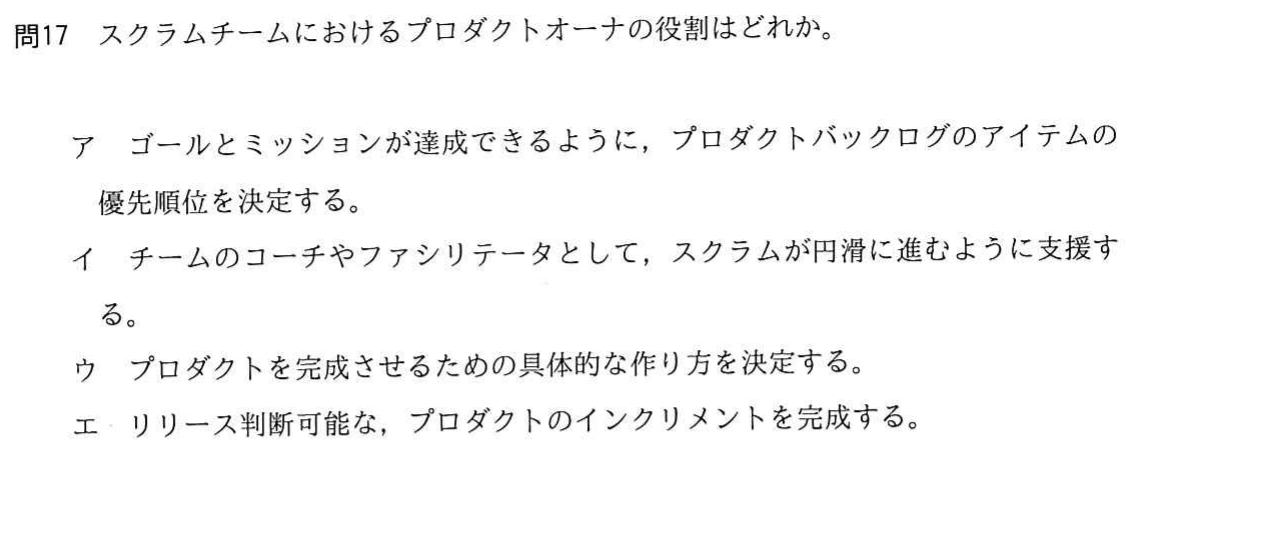 問17 スクラムチームにおけるプロダクトオーナの役割はどれか。
ア ゴールとミッションが達成できるように，プロダクトバックログのアイテムの
優先順位を決定する。
イ チームのコーチやファシリテータとして，スクラムが円滑に進むように支援す
る。
ウ プロダクトを完成させるための具体的な作り方を決定する。
エ リリース判断可能な，プロダクトのインクリメントを完成する。